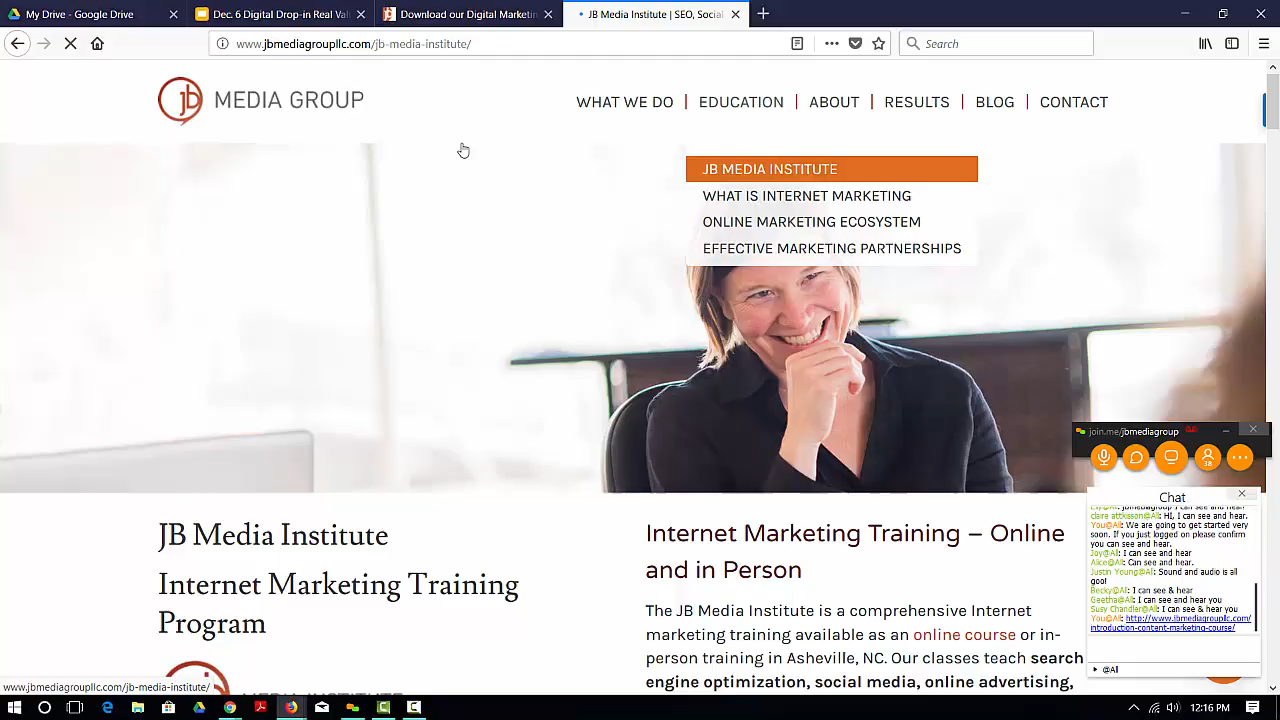 My Drive - Google Drive
Dec. 6 Digital Drop-in Real Val
Download our Digital Marketin
JB Media Institute | SEO, Social
www.jbmediagroupllc.com/jb-media-institute/
Search
jb MEDIA GROUP
WHAT WE DO | EDUCATION | ABOUT | RESULTS | BLOG | CONTACT
JB MEDIA INSTITUTE
WHAT IS INTERNET MARKETING
ONLINE MARKETING ECOSYSTEM
EFFECTIVE MARKETING PARTNERSHIPS
JB Media Institute
Internet Marketing Training
Program
Internet Marketing Training – Online
and in Person
The JB Media Institute is a comprehensive Internet
marketing training available as an online course or in-
person training in Asheville, NC. Our classes teach search
engine optimization, social media, online advertising,
join.me/jbmediagroup
38
Chat
claire attkisson@All: HI, I can see and hear.
You@All: We are going to get started very
soon. If you just logged on please confirm
you can see and hear.
Joy@All: I can see and hear
Alice@All: Can see and hear.
Justin Young@All: Sound and audio is all
goo!
Becky@All: I can see & hear
Geetha@All: I can see and hear you
Susy Chandler@All: I can see & hear you
You@All: http://www.jbmediagroupllc.com/
introduction-content-marketing-course/
@All
www.jbmediagroupllc.com/jb-media-institute/
12:16 PM